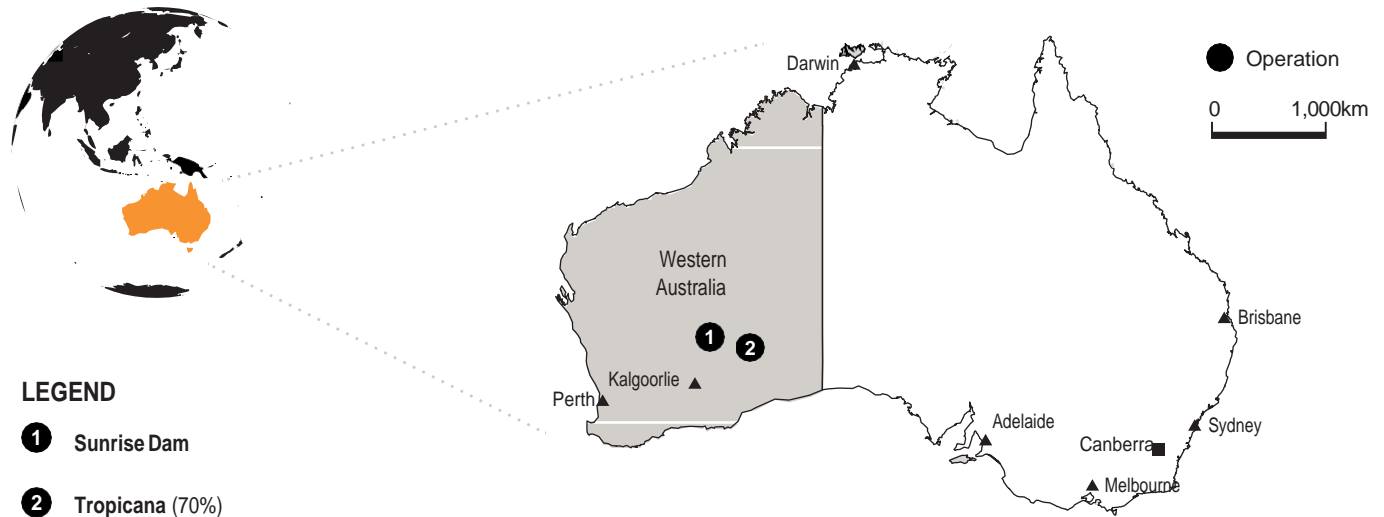 Darwin
Operation
0 1,000km
Western
Australia
1
2
Brisbane
Kalgoorlie
Perth
Adelaide
Sydney
Canberra
Melbourne
LEGEND
1 Sunrise Dam
2 Tropicana (70%)